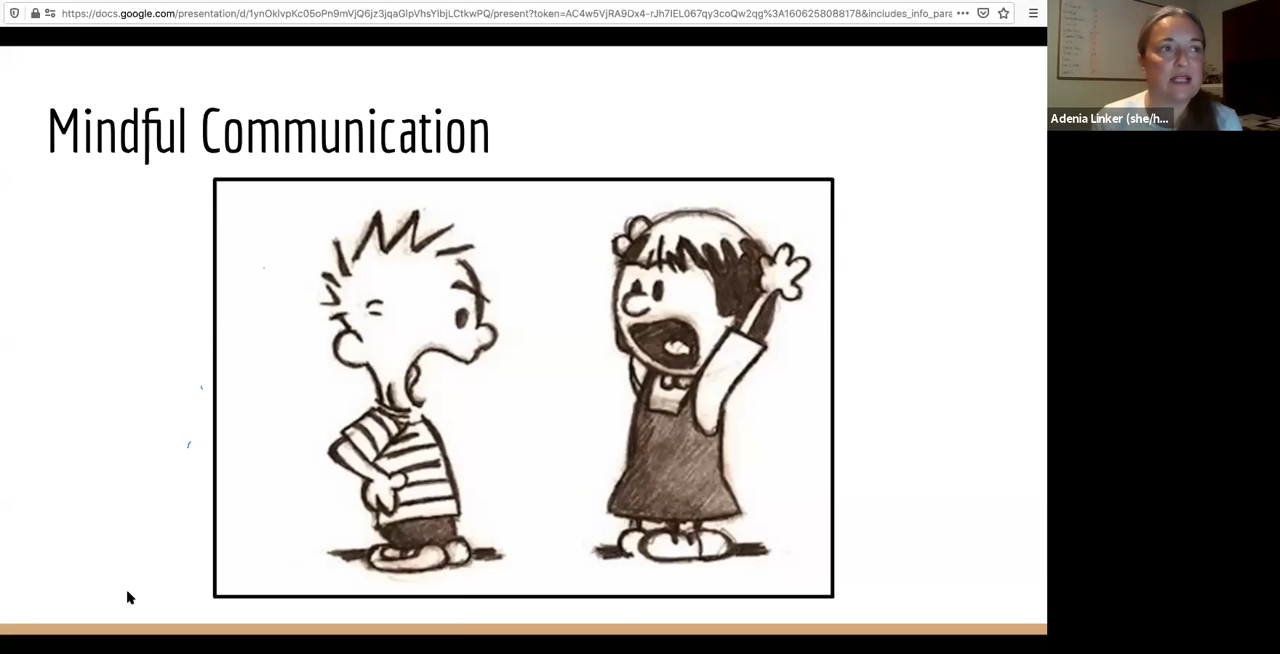 https://docs.google.com/presentation/d/1ynOklvpKc05oPn9mVjQ6jz3jqaGlpVhsYlbjLCtkwPQ/present?token=AC4w5VjRA9Dx4-rJh7IEL067qy3coQw2qg%3A1606258088178&includes_info_para
Mindful Communication
Adenia Linker (she/h...